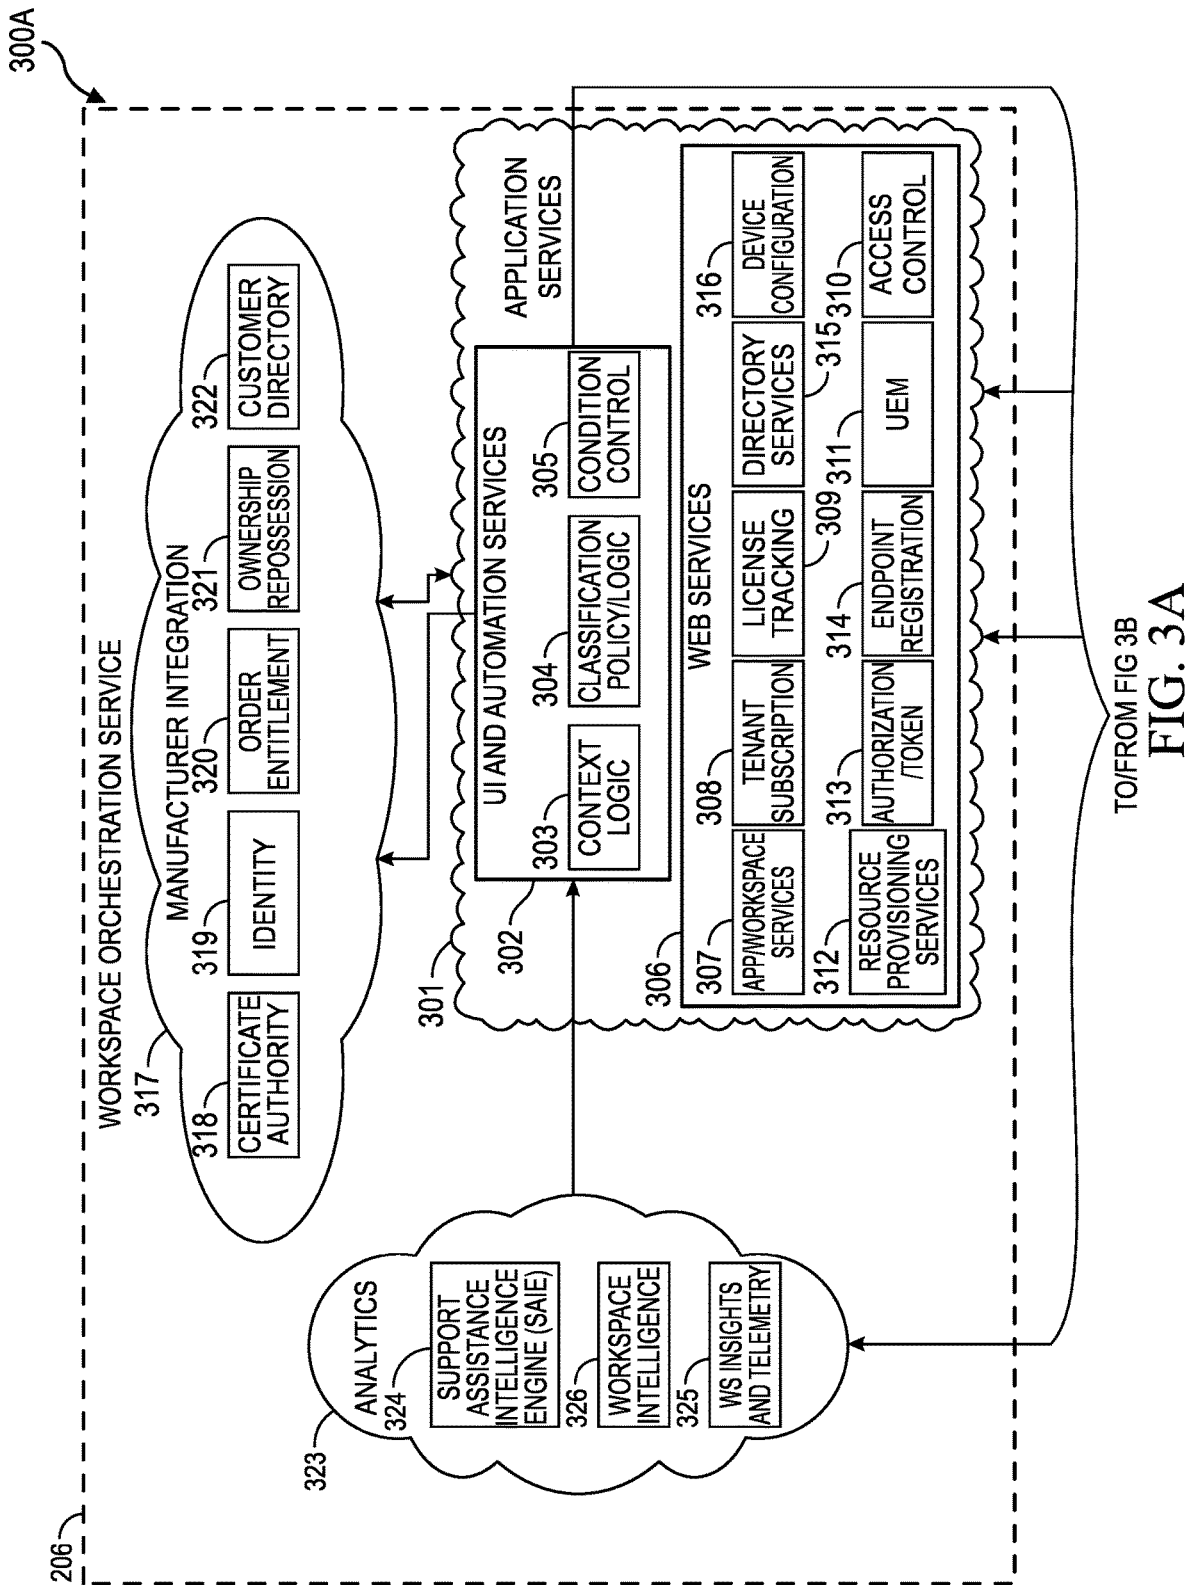 300A
206
WORKSPACE ORCHESTRATION SERVICE
317
MANUFACTURER INTEGRATION
318
CERTIFICATE
AUTHORITY
319
IDENTITY
320
ORDER
ENTITLEMENT
321
OWNERSHIP
REPOSSESSION
322
CUSTOMER
DIRECTORY
323
ANALYTICS
324
SUPPORT
ASSISTANCE
INTELLIGENCE
ENGINE (SAIE)
326
WORKSPACE
INTELLIGENCE
325
WS INSIGHTS
AND TELEMETRY
301
APPLICATION
SERVICES
302
UI AND AUTOMATION SERVICES
303
CONTEXT
LOGIC
304
CLASSIFICATION
POLICY/LOGIC
305
CONDITION
CONTROL
306
WEB SERVICES
307
APP/WORKSPACE
SERVICES
308
TENANT
SUBSCRIPTION
LICENSE
TRACKING
309
DIRECTORY
SERVICES
315
316
DEVICE
CONFIGURATION
312
RESOURCE
PROVISIONING
SERVICES
313
AUTHORIZATION
/TOKEN
314
ENDPOINT
REGISTRATION
311
UEM
310
ACCESS
CONTROL
TO/FROM FIG 3B
FIG. 3A